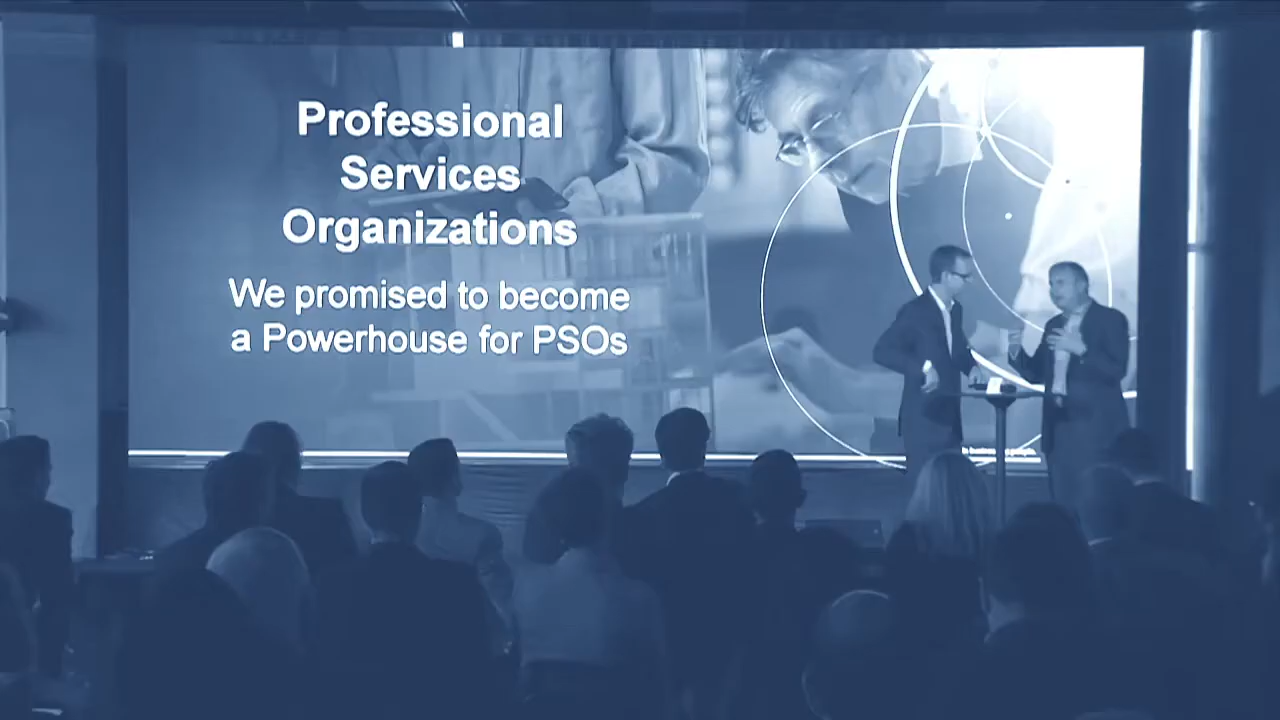 Professional
Services
Organizations
We promised to become
a Powerhouse for PSOs